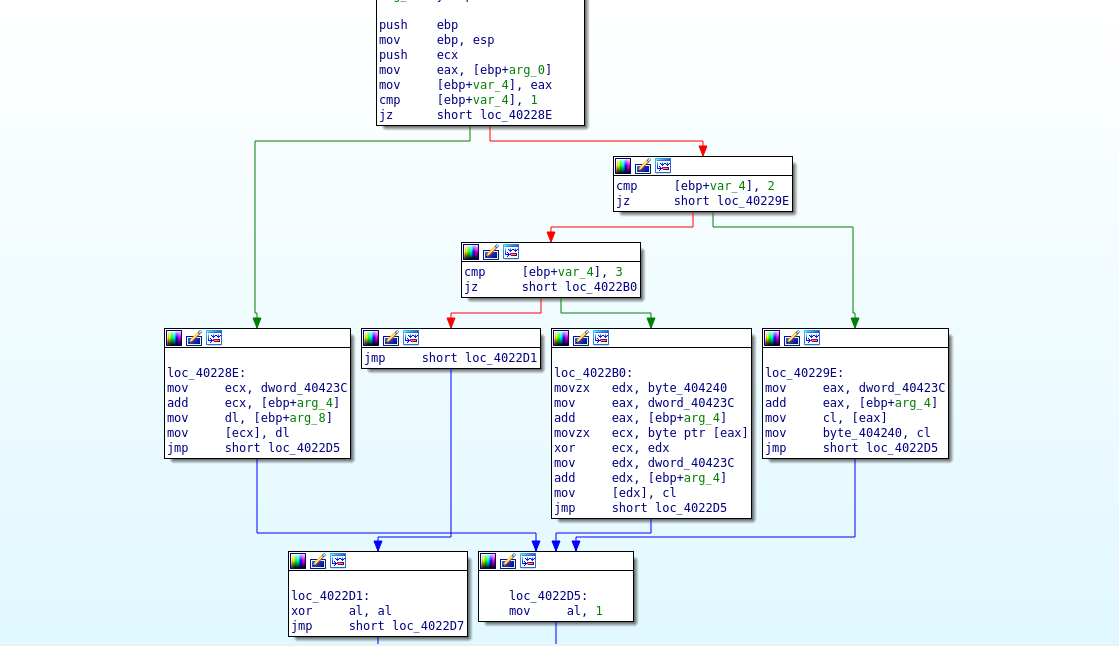 push    ebp
mov     ebp, esp
push    ecx
mov     eax, [ebp+arg_0]
mov     [ebp+var_4], eax
cmp     [ebp+var_4], 1
jz      short loc_40228E
cmp     [ebp+var_4], 2
jz      short loc_40229E
cmp     [ebp+var_4], 3
jz      short loc_4022B0
loc_40228E:
mov     ecx, dword_40423C
add     ecx, [ebp+arg_4]
mov     dl, [ebp+arg_8]
mov     [ecx], dl
jmp     short loc_4022D5
jmp     short loc_4022D1
loc_4022B0:
movzx   edx, byte_404240
mov     eax, dword_40423C
add     eax, [ebp+arg_4]
movzx   ecx, byte ptr [eax]
xor     ecx, edx
mov     edx, dword_40423C
add     edx, [ebp+arg_4]
mov     [edx], cl
jmp     short loc_4022D5
loc_40229E:
mov     eax, dword_40423C
add     eax, [ebp+arg_4]
mov     cl, [eax]
mov     byte_404240, cl
jmp     short loc_4022D5
loc_4022D1:
xor     al, al
jmp     short loc_4022D7
loc_4022D5:
mov     al, 1